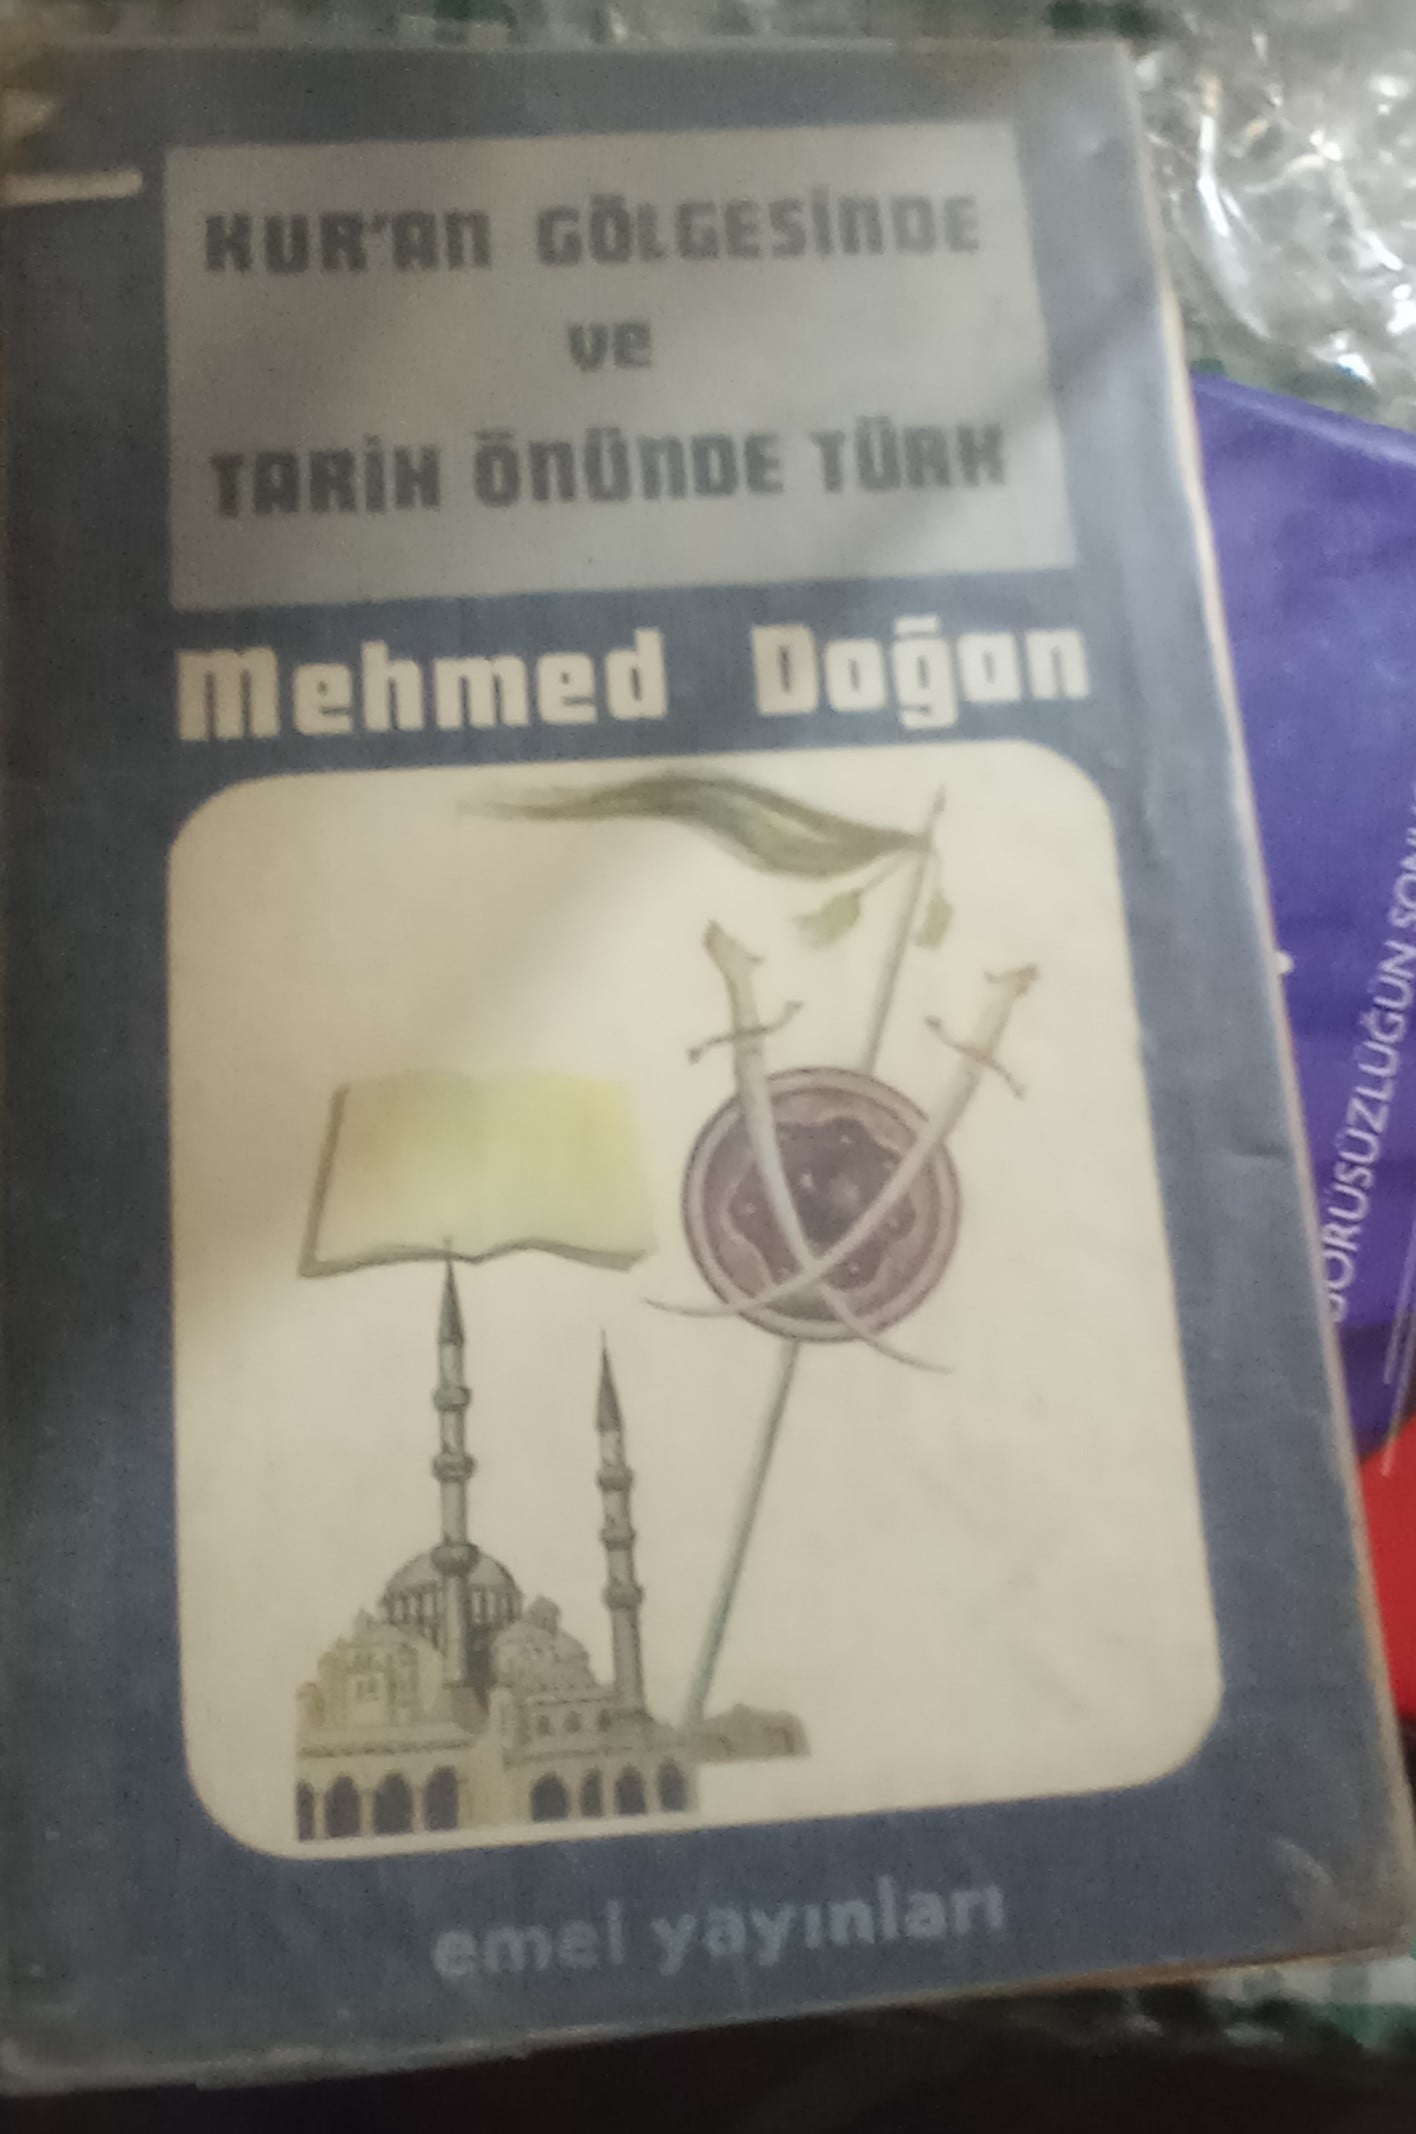 KUR'AN GÖLGESİNDE
ve
TARİH ÖNÜNDE TÜRK
Mehmed Doğan
emel yayınları